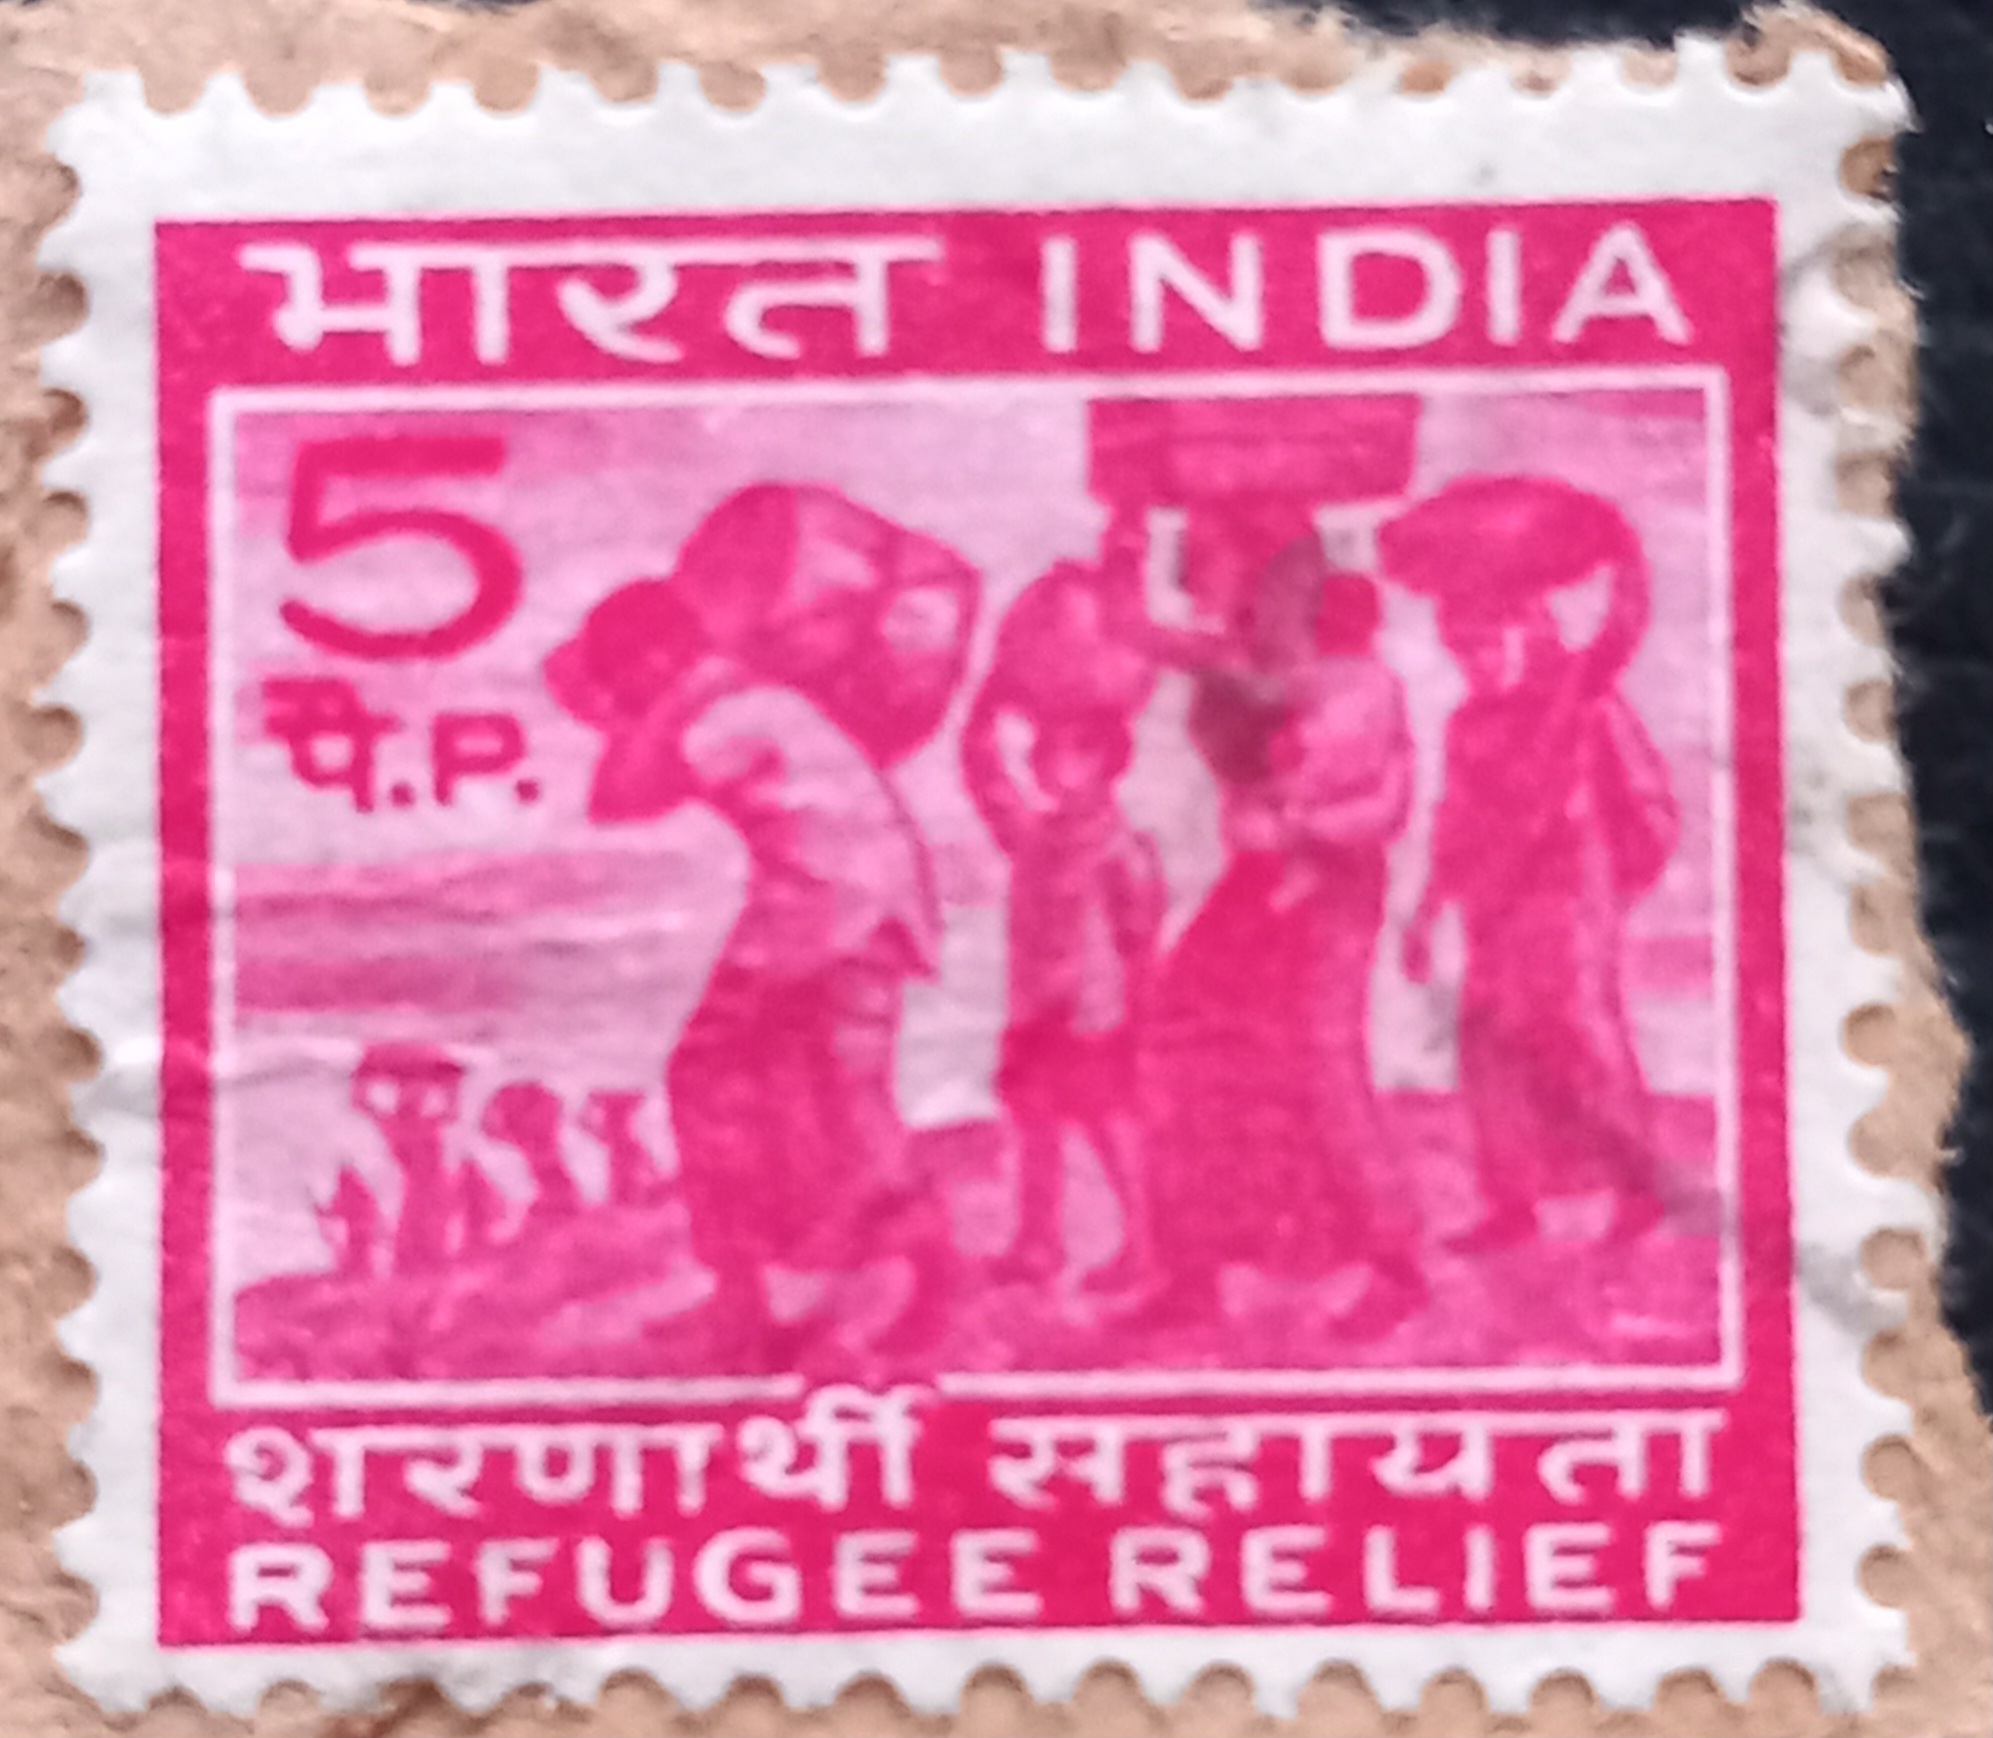 भारत INDIA
5
पै.P.
शरणार्थी सहायता
REFUGEE RELIEF